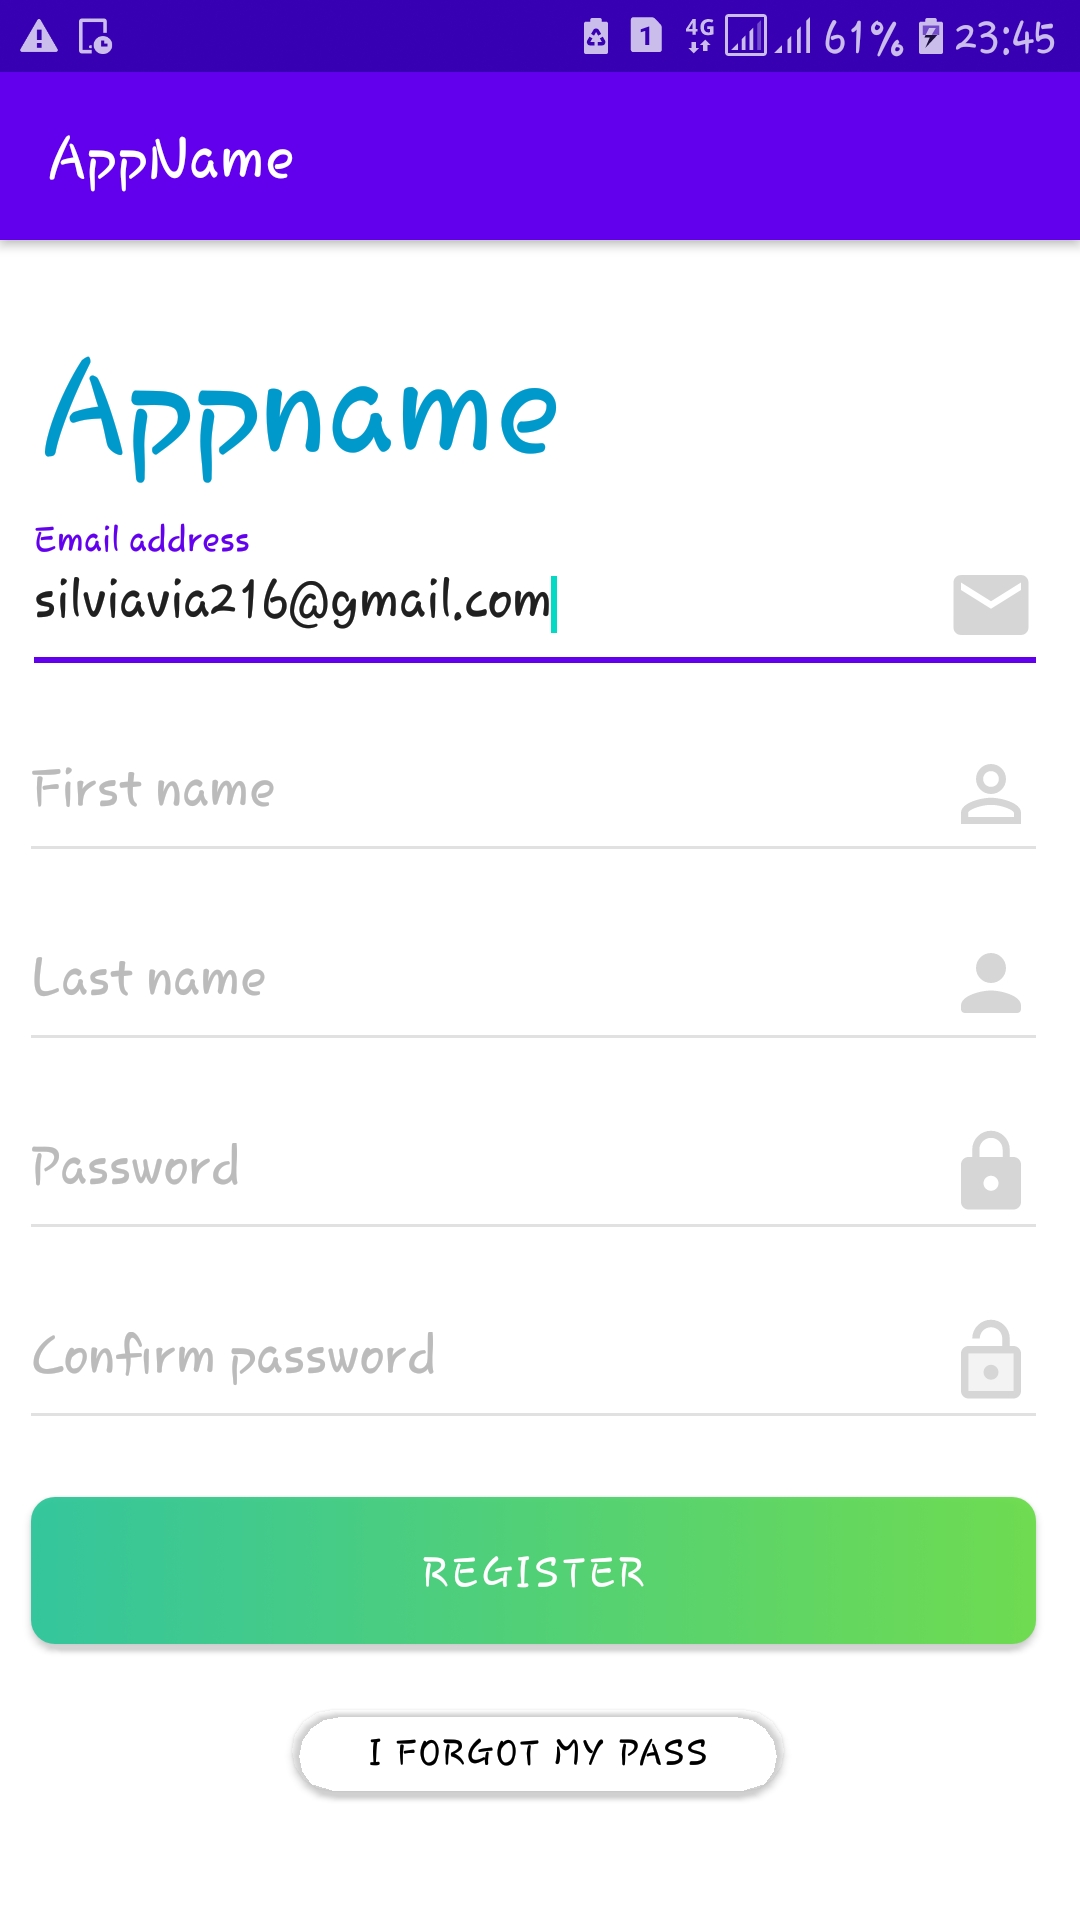 4G 61% 23:45
1
AppName
Appname
Email address
silviavia216@gmail.com
First name
Last name
Password
Confirm password
REGISTER
I FORGOT MY PASS